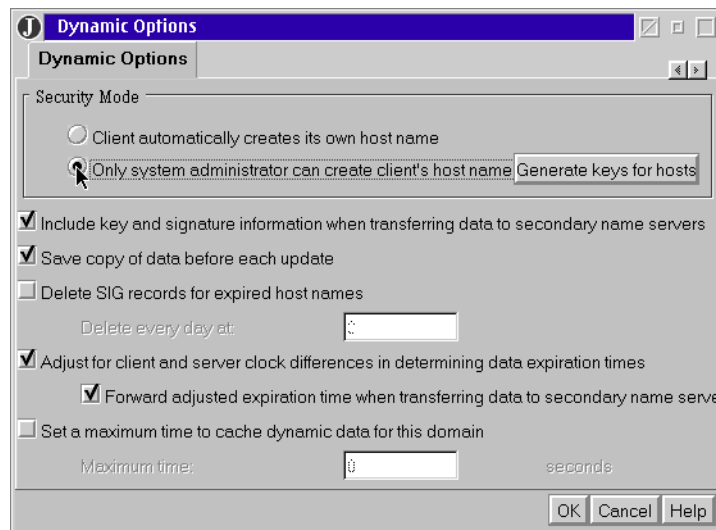 J Dynamic Options
Dynamic Options
Security Mode
Client automatically creates its own host name
Only system administrator can create client's host name Generate keys for hosts
Include key and signature information when transferring data to secondary name servers
Save copy of data before each update
Delete SIG records for expired host names
Delete every day at:
Adjust for client and server clock differences in determining data expiration times
Forward adjusted expiration time when transferring data to secondary name serve
Set a maximum time to cache dynamic data for this domain
Maximum time: 0 seconds
OK Cancel Help